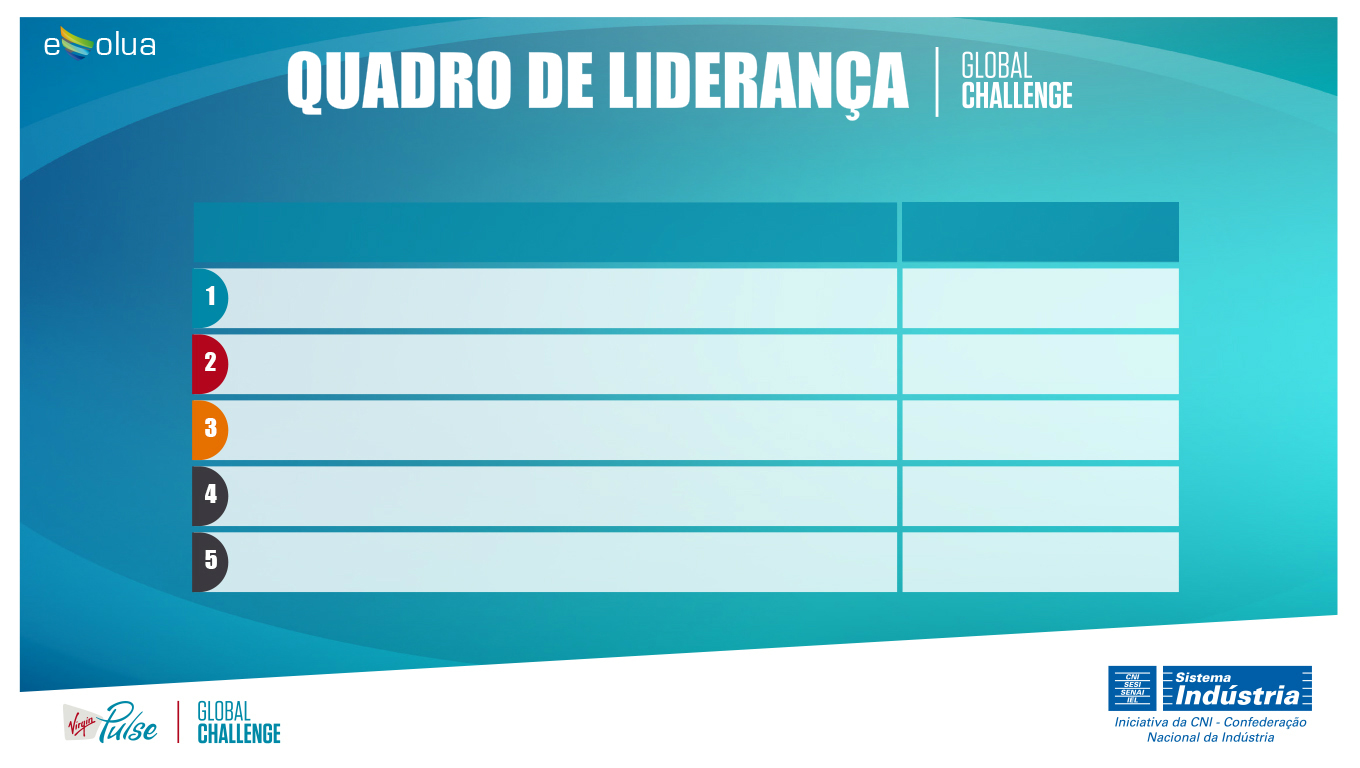 evolua
QUADRO DE LIDERANÇA
GLOBAL
CHALLENGE
1
2
3
4
5
Virgin Pulse
GLOBAL
CHALLENGE
CNI
SESI
SENAI
IEL
Sistema
Indústria
Iniciativa da CNI - Confederação
Nacional da Indústria